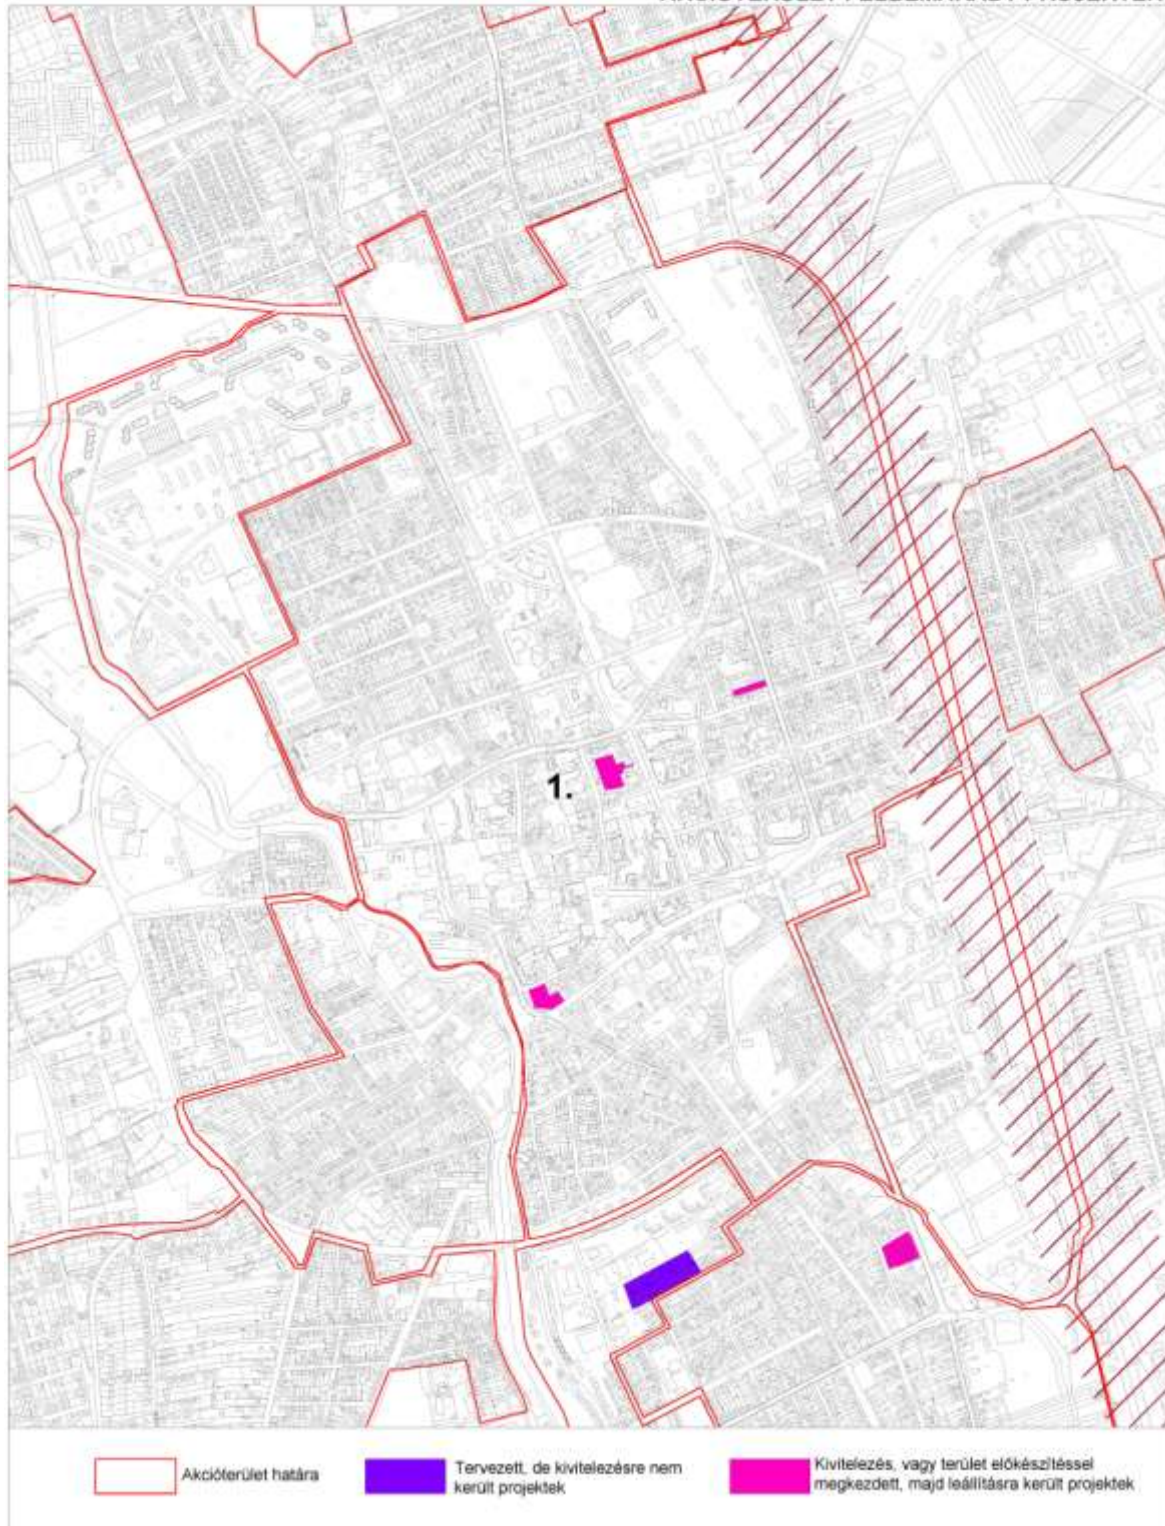 1.
Akcióterület határa
Tervezett, de kivitelezésre nem
került projektek
Kivitelezés, vagy terület előkészítéssel
megkezdett, majd leállításra került projektek